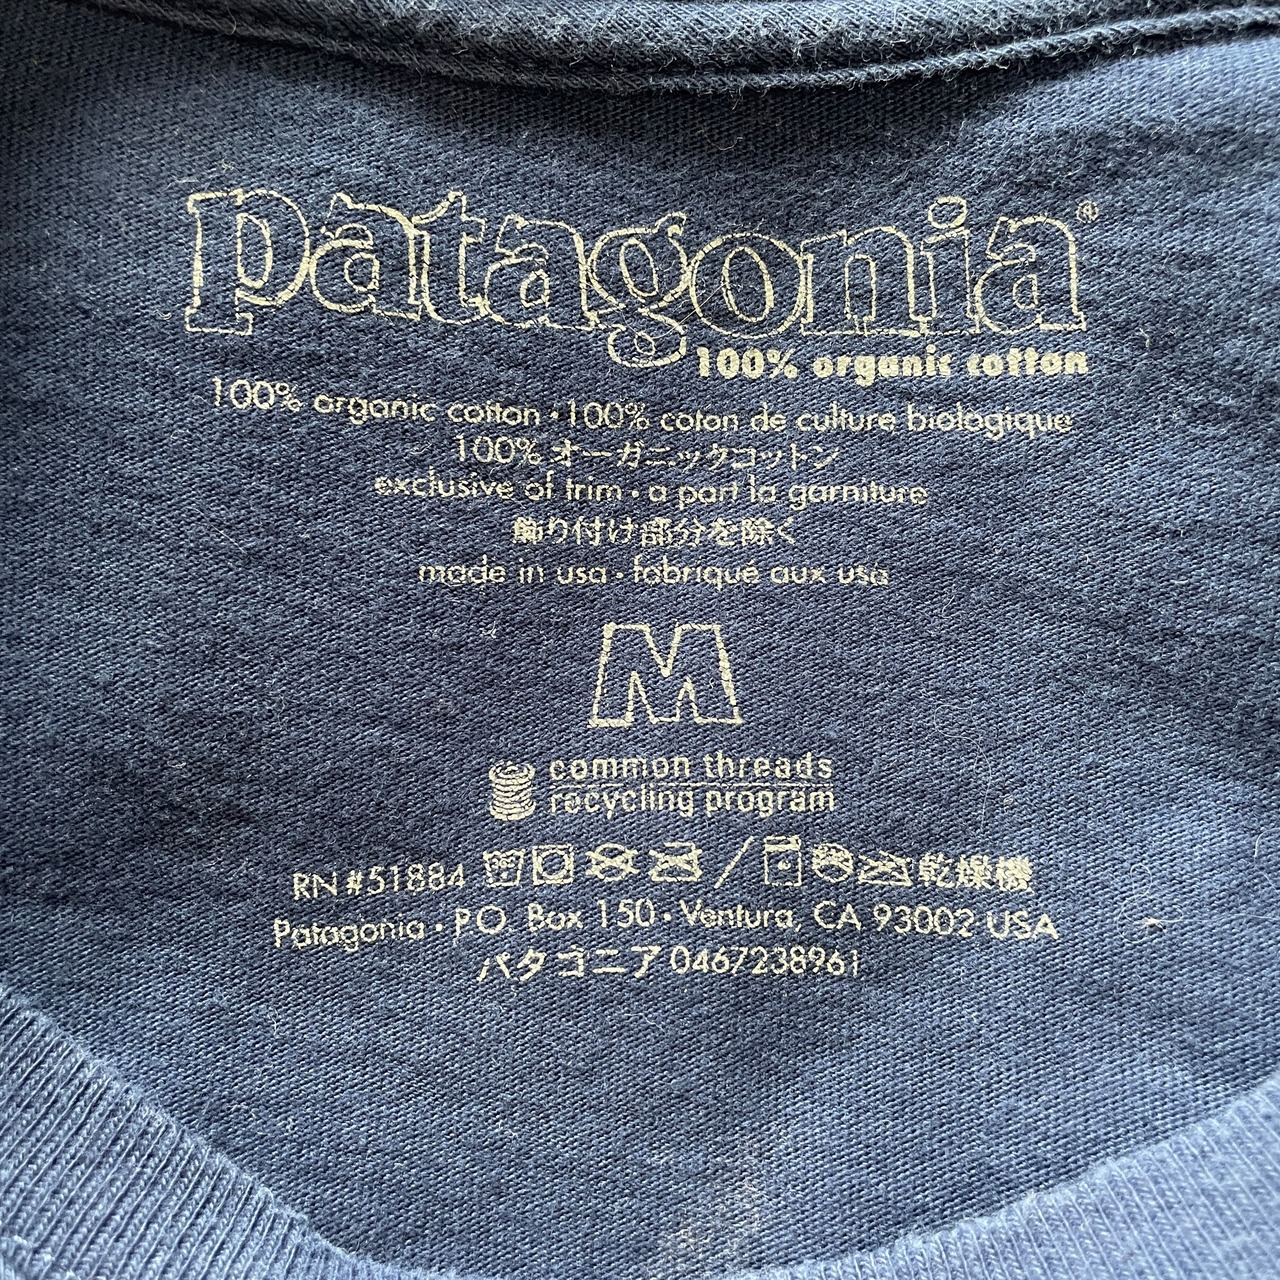 patagonia®
100% organic cotton
100% organic cotton • 100% coton de culture biologique
100% オーガニックコットン
exclusive of trim • a part la garniture
飾り付け部分を除く
made in usa • fabriqué aux usa
M
common threads
recycling program
RN #51884 / 乾燥機
Patagonia • PO Box 150 • Ventura, CA 93002 USA
パタゴニア 0467238961